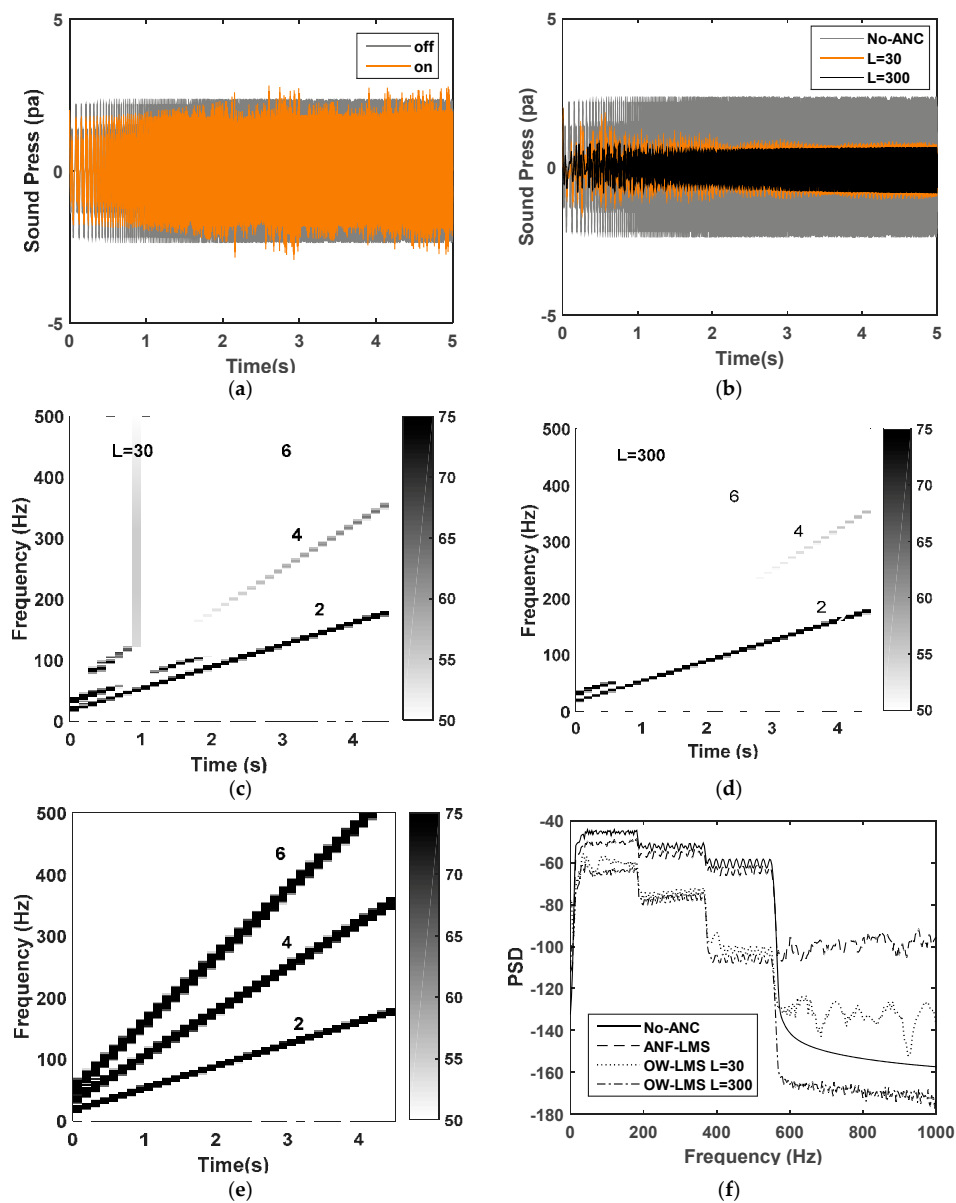 5
0
-5
Sound Press (pa)
off
on
0 1 2 3 4 5
Time(s)
(a)
5
0
-5
Sound Press (pa)
No-ANC
L=30
L=300
0 1 2 3 4 5
Time(s)
(b)
500
400
300
200
100
0
Frequency (Hz)
L=30
6
4
2
0 1 2 3 4
Time (s)
75
70
65
60
55
50
(c)
500
400
300
200
100
0
Frequency (Hz)
L=300
6
4
2
0 1 2 3 4
Time (s)
75
70
65
60
55
50
(d)
500
400
300
200
100
0
Frequency (Hz)
6
4
2
0 1 2 3 4
Time(s)
75
70
65
60
55
50
(e)
-40
-60
-80
-100
-120
-140
-160
-180
PSD
No-ANC
ANF-LMS
OW-LMS L=30
OW-LMS L=300
0 200 400 600 800 1000
Frequency (Hz)
(f)